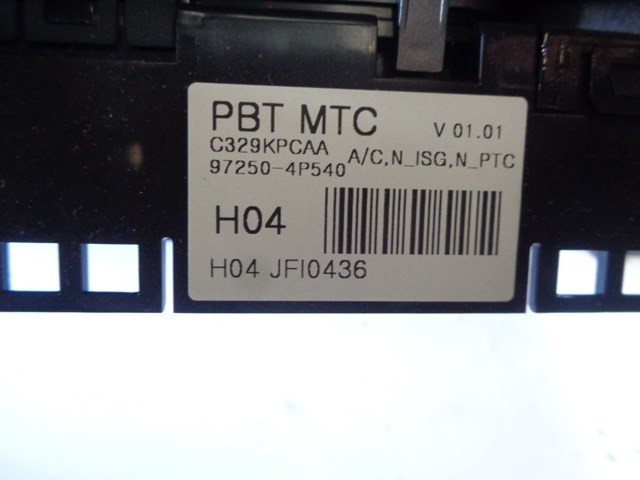 PBT MTC V 01.01
C329KPCAA A/C,N_ISG,N_PTC
97250-4P540
H04
H04 JFI0436